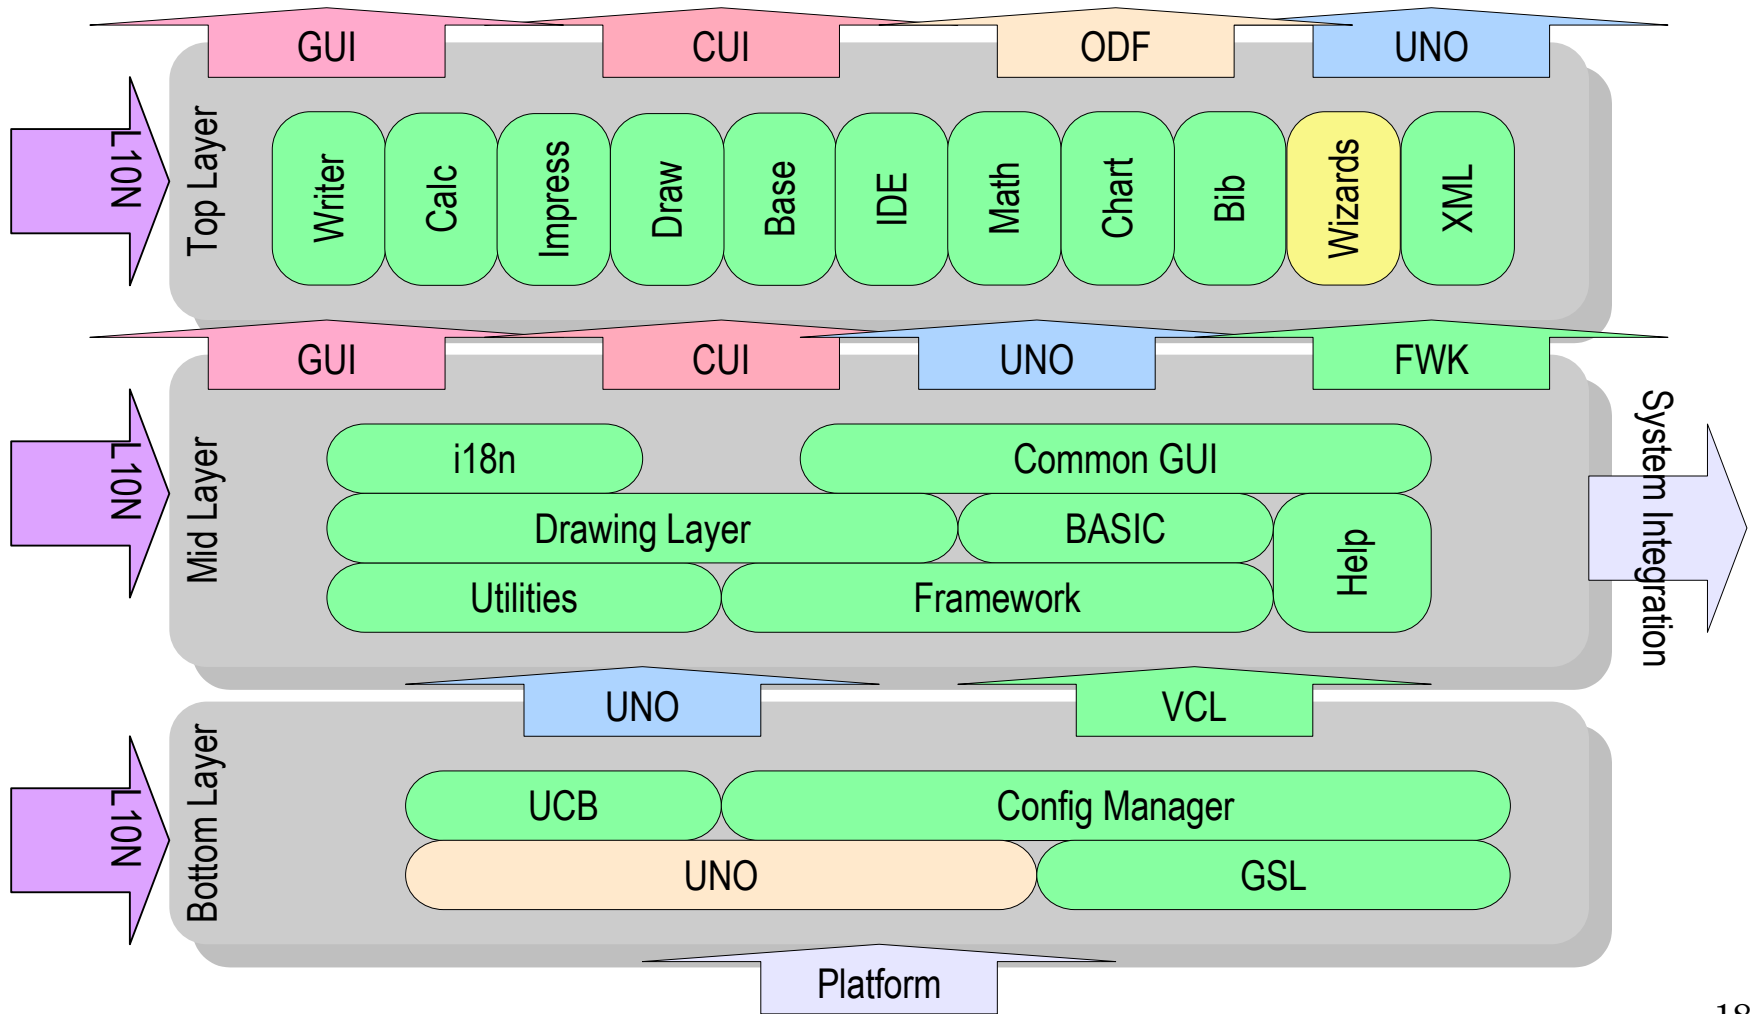 GUI
CUI
ODF
UNO
L10N
Top Layer
Writer
Calc
Impress
Draw
Base
IDE
Math
Chart
Bib
Wizards
XML
GUI
CUI
UNO
FWK
L10N
Mid Layer
i18n
Common GUI
Drawing Layer
BASIC
Help
Utilities
Framework
System Integration
UNO
VCL
L10N
Bottom Layer
UCB
Config Manager
UNO
GSL
Platform
18